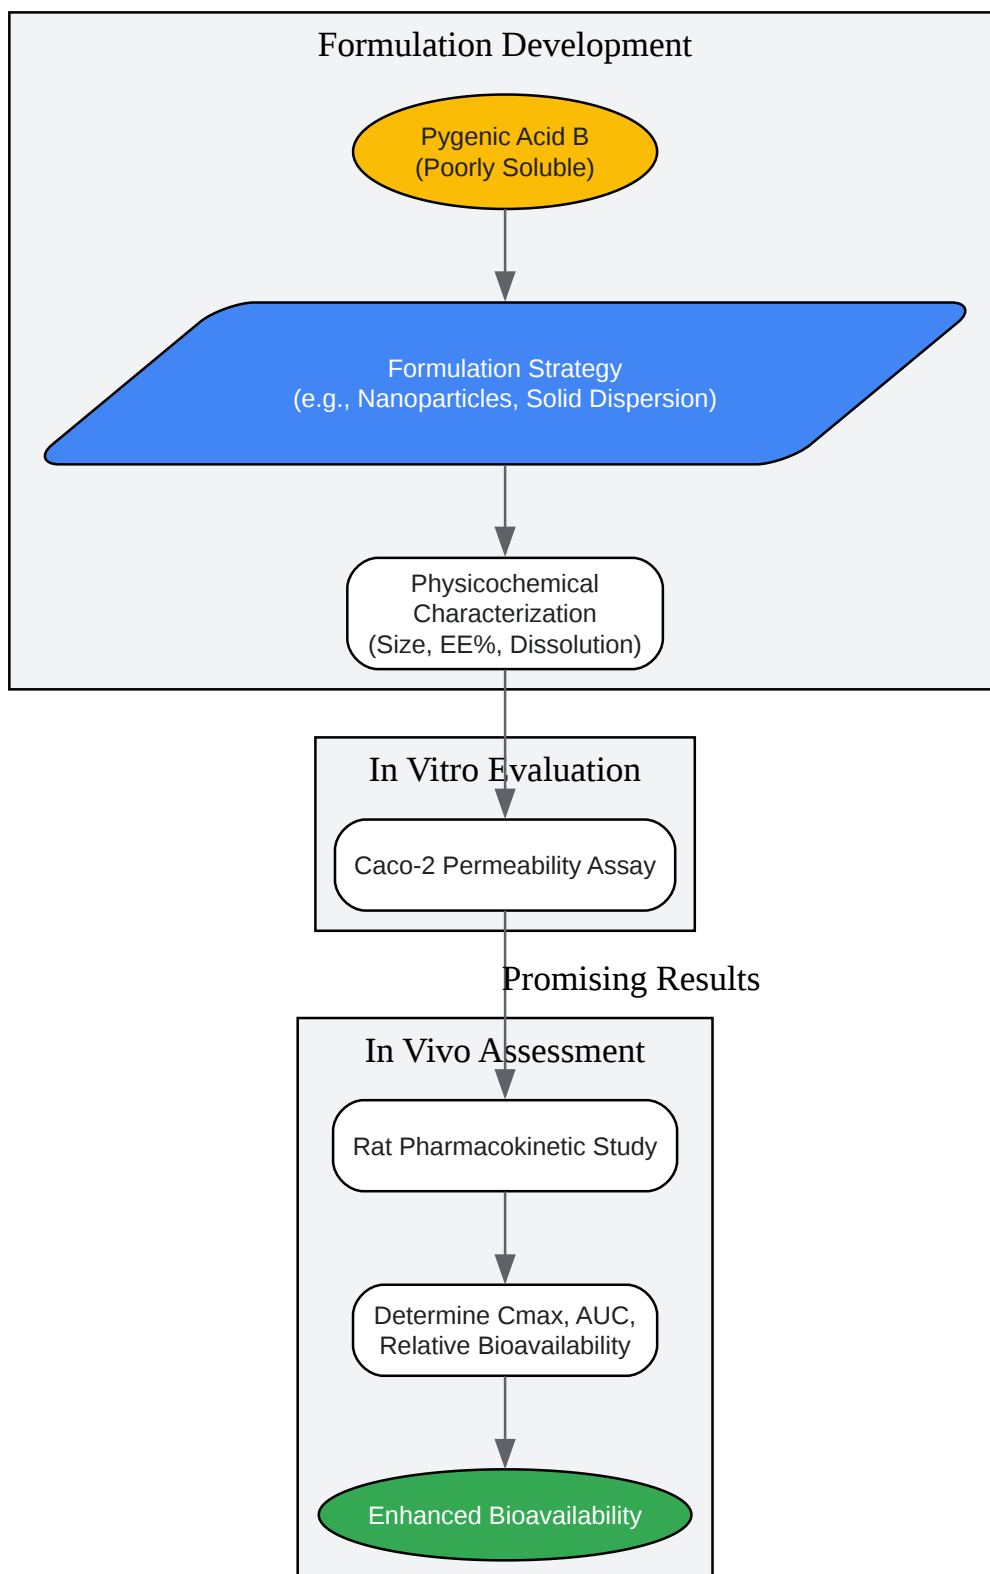 Formulation Development
Pygenic Acid B
(Poorly Soluble)
Formulation Strategy
(e.g., Nanoparticles, Solid Dispersion)
Physicochemical
Characterization
(Size, EE%, Dissolution)
In Vitro Evaluation
Caco-2 Permeability Assay
Promising Results
In Vivo Assessment
Rat Pharmacokinetic Study
Determine Cmax, AUC,
Relative Bioavailability
Enhanced Bioavailability